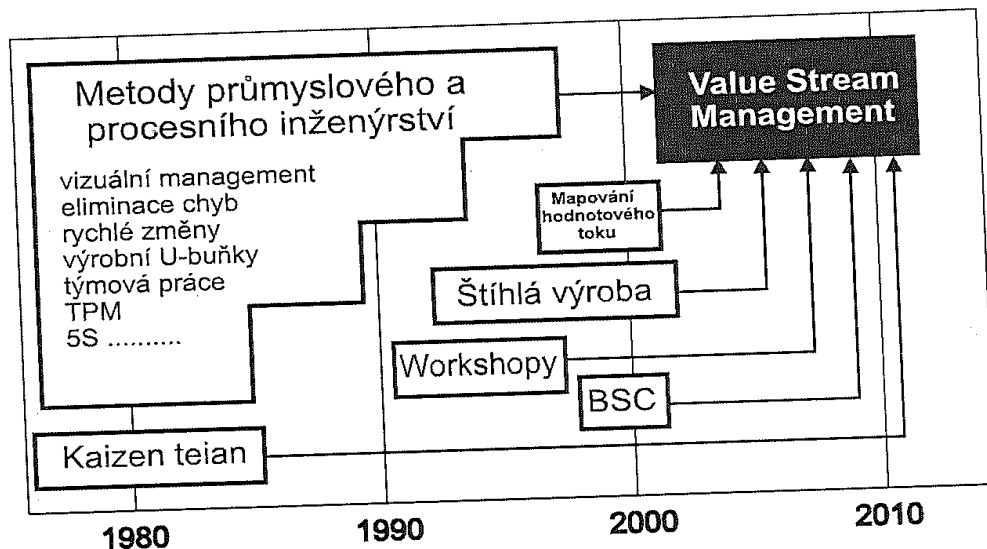 Metody průmyslového a
procesního inženýrství
vizuální management
eliminace chyb
rychlé změny
výrobní U-buňky
týmová práce
TPM
5S ..........
Value Stream
Management
Mapování
hodnotového
toku
Štíhlá výroba
Workshopy
BSC
Kaizen teian
1980
1990
2000
2010